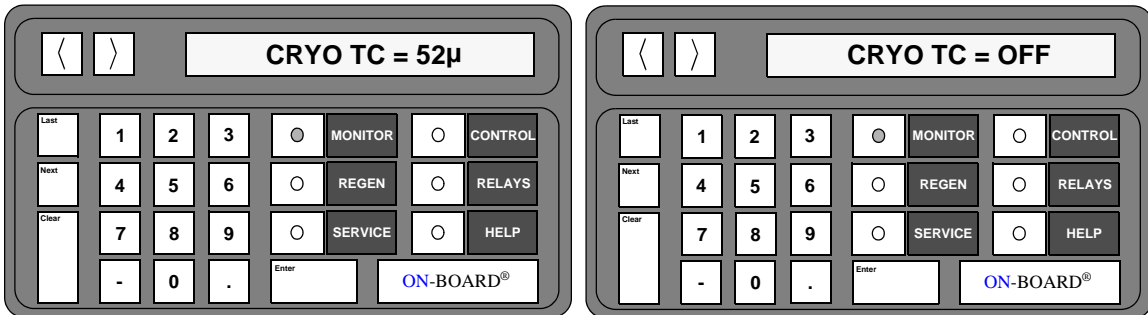 〈 〉 CRYO TC = 52µ
Last 1 2 3 MONITOR CONTROL
Next 4 5 6 REGEN RELAYS
Clear 7 8 9 SERVICE HELP
- 0 . Enter ON-BOARD®
〈 〉 CRYO TC = OFF
Last 1 2 3 MONITOR CONTROL
Next 4 5 6 REGEN RELAYS
Clear 7 8 9 SERVICE HELP
- 0 . Enter ON-BOARD®